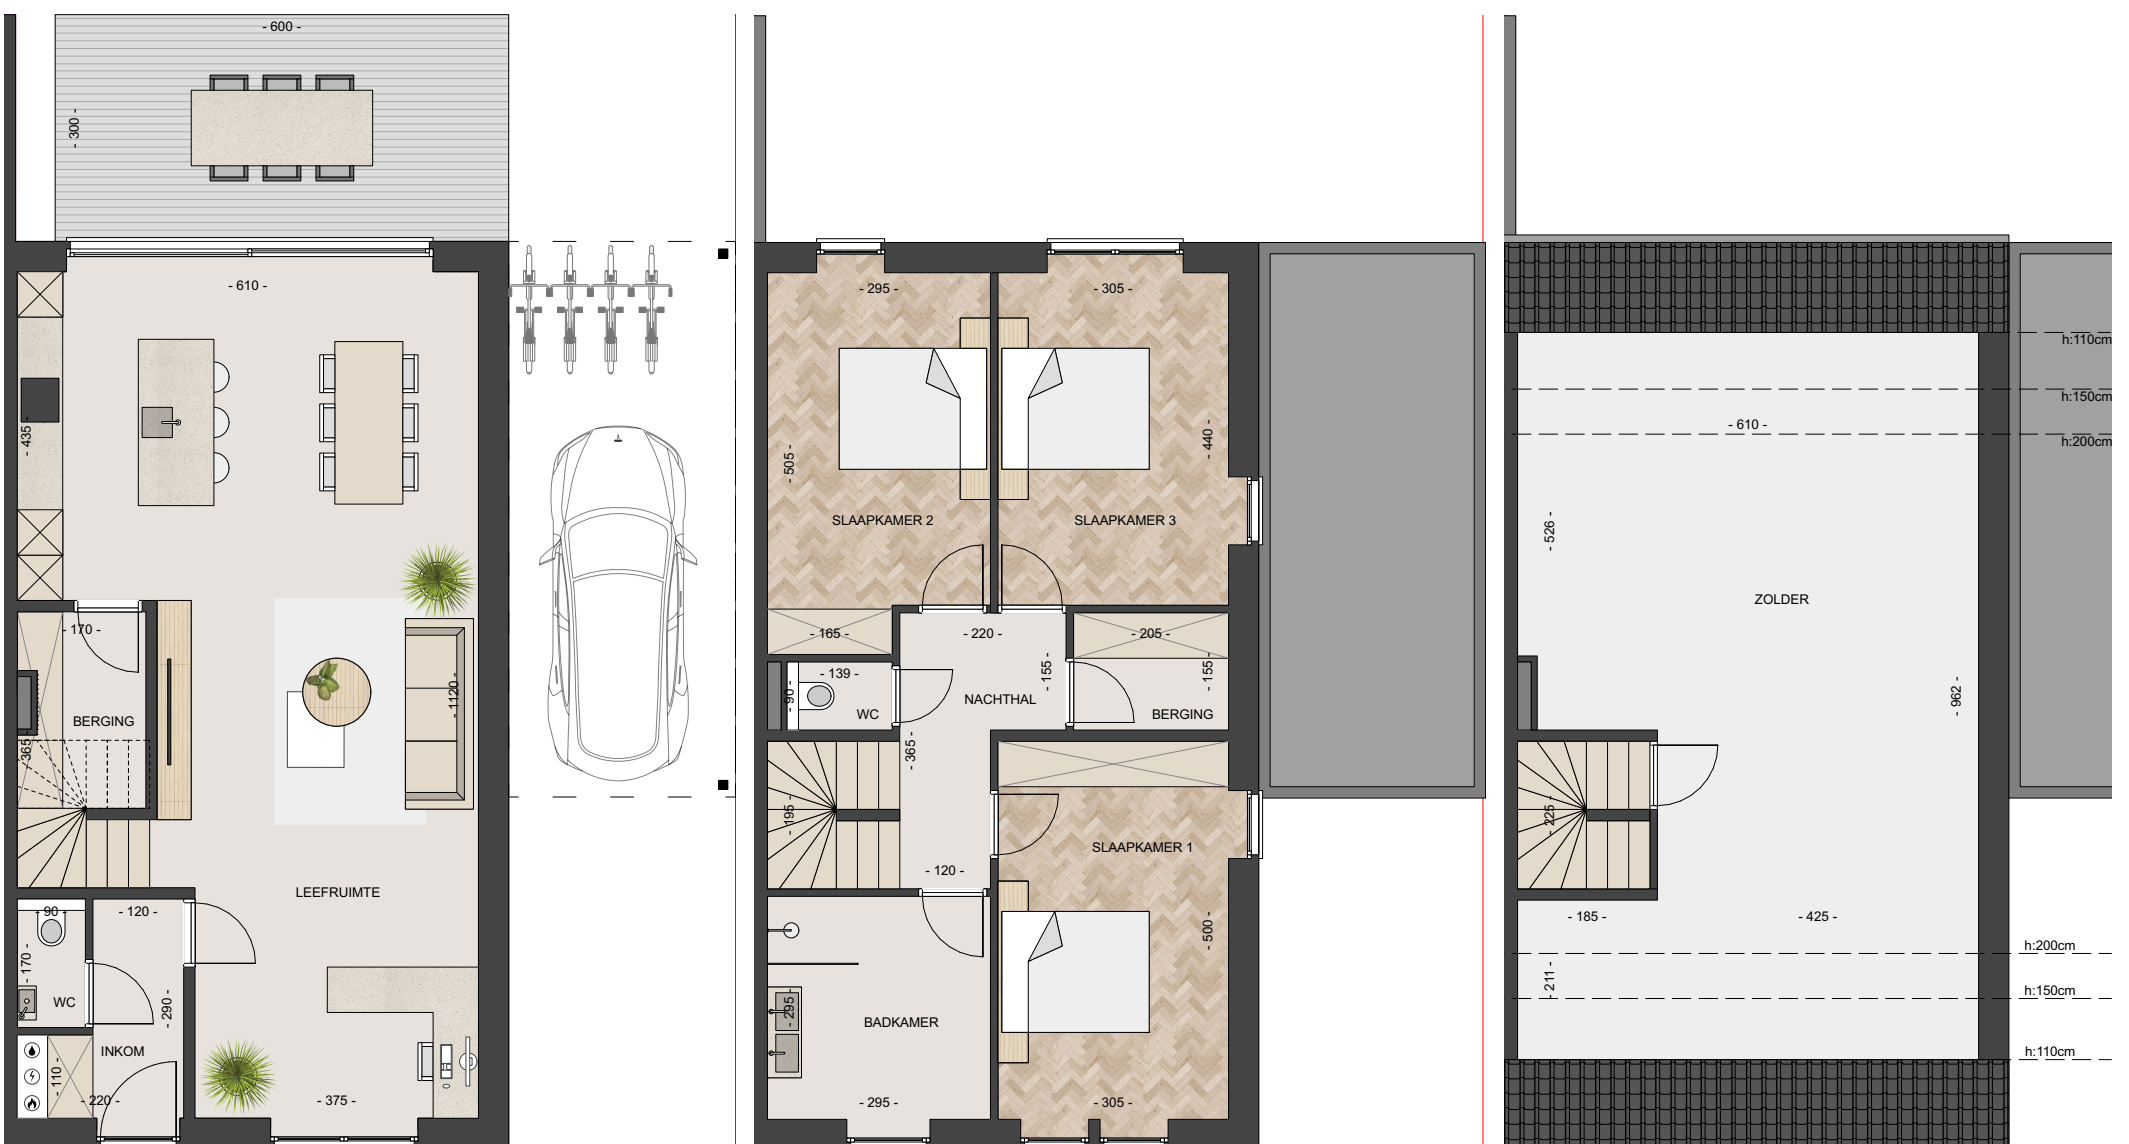 - 600 -
- 300 -
- 610 -
- 435 -
- 170 -
BERGING
- 365 -
- 1120 -
LEEFRUIMTE
- 90 -
- 120 -
- 170 -
WC
- 290 -
INKOM
- 110 -
- 220 -
- 375 -
- 295 -
- 305 -
- 505 -
- 440 -
SLAAPKAMER 2
SLAAPKAMER 3
- 165 -
- 220 -
- 205 -
- 139 -
- 90 -
WC
NACHTHAL
- 155 -
- 155 -
BERGING
- 365 -
- 195 -
SLAAPKAMER 1
- 120 -
- 500 -
- 295 -
BADKAMER
- 295 -
- 305 -
h:110cm
h:150cm
- 610 -
h:200cm
- 526 -
ZOLDER
- 962 -
- 225 -
- 185 -
- 425 -
h:200cm
- 211 -
h:150cm
h:110cm